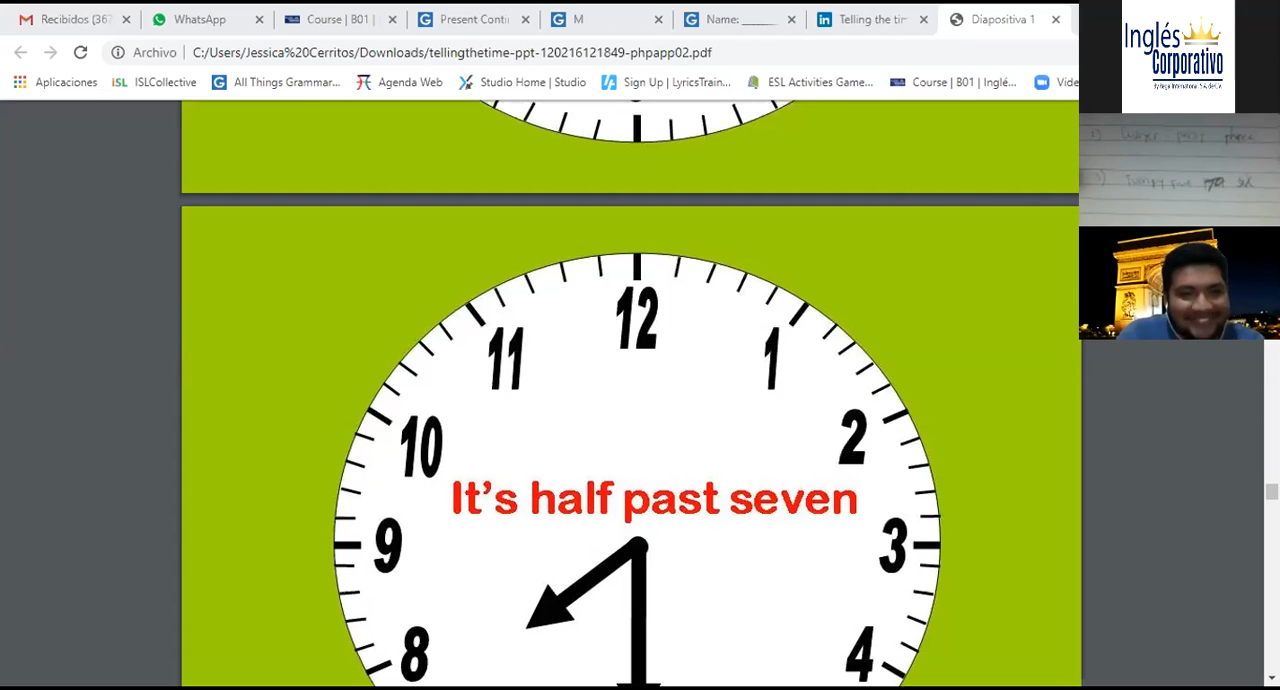 Recibidos (367
WhatsApp
Course | B01 |
Present Conti
M
Name: ______
Telling the tim
Diapositiva 1
Archivo
C:/Users/Jessica%20Cerritos/Downloads/tellingthetime-ppt-120216121849-phpapp02.pdf
Aplicaciones
iSL ISLCollective
All Things Grammar...
Agenda Web
Studio Home | Studio
Sign Up | LyricsTrain...
ESL Activities Game...
Course | B01 | Inglé...
Vide
Inglés
Corporativo
12
11
1
10
2
It's half past seven
9
3
8
4